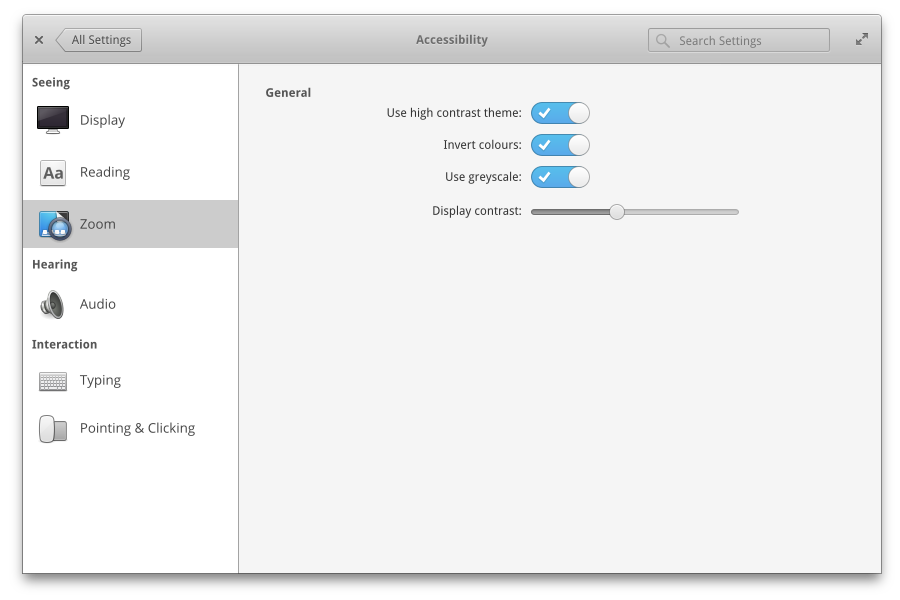 All Settings
Accessibility
Search Settings
Seeing
Display
Aa
Reading
Zoom
Hearing
Audio
Interaction
Typing
Pointing & Clicking
General
Use high contrast theme:
Invert colours:
Use greyscale:
Display contrast: